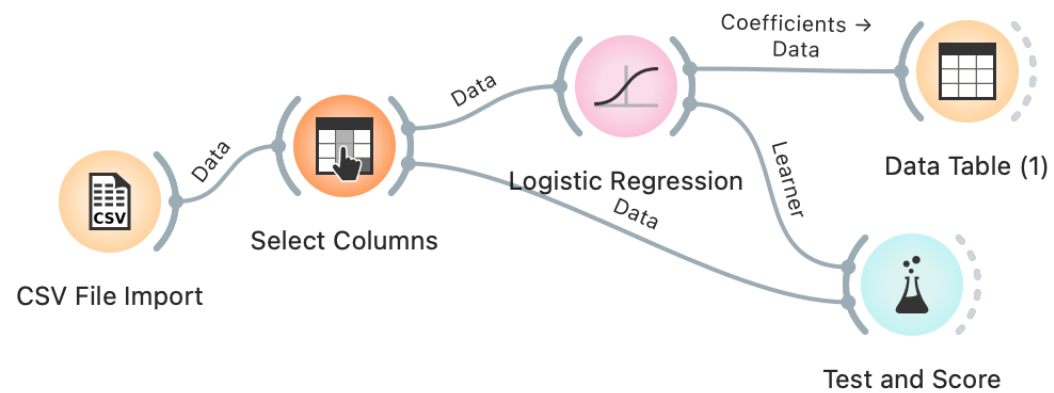 Coefficients →
Data
Data
Data
CSV
CSV File Import
Select Columns
Logistic Regression
Data
Learner
Data Table (1)
Test and Score